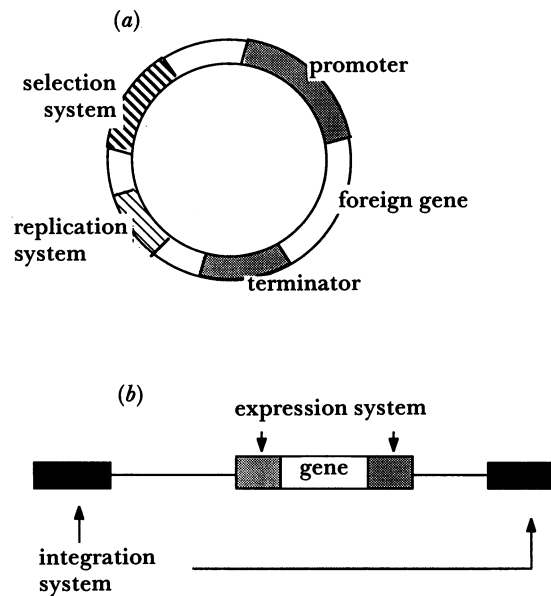 (a)
promoter
selection
system
foreign gene
replication
system
terminator
(b)
expression system
gene
integration
system